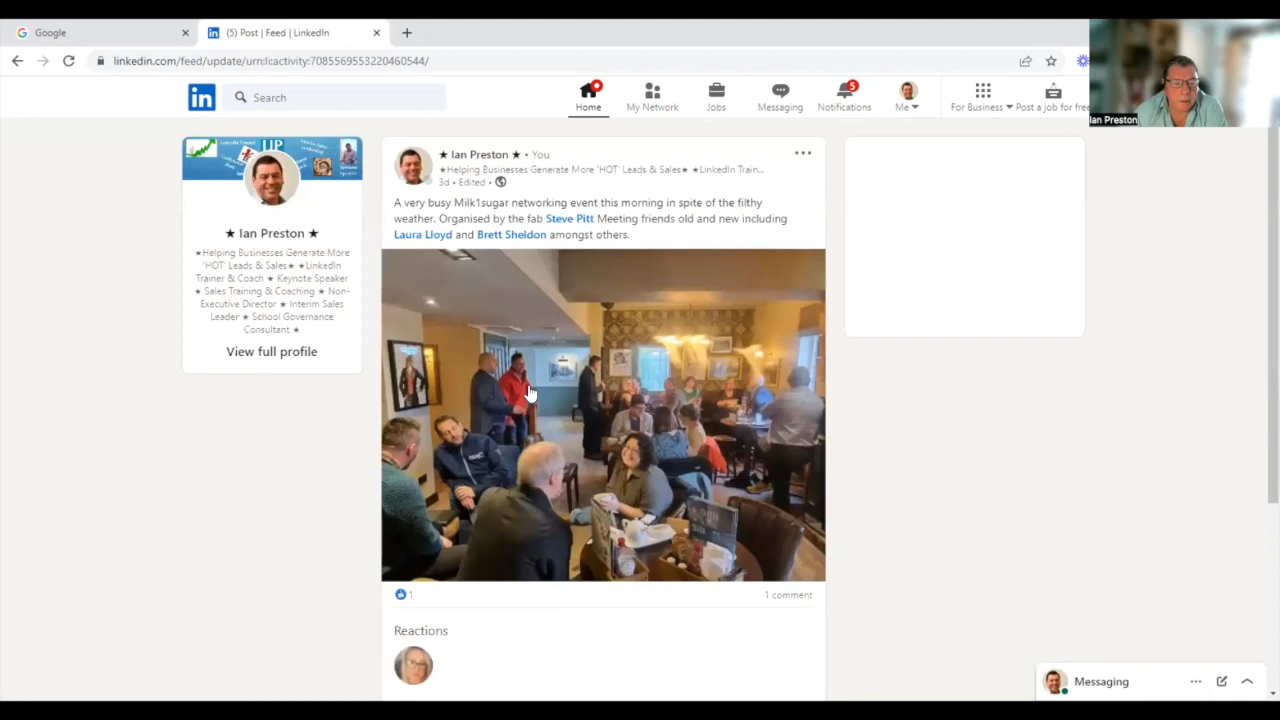 Google
(5) Post | Feed | LinkedIn
linkedin.com/feed/update/urn:li:activity:7085569553220460544/
in
Search
Home
My Network
Jobs
Messaging
5
Notifications
Me
For Business
Post a job for free
Ian Preston
UP
★ Ian Preston ★
★Helping Businesses Generate More
'HOT' Leads & Sales★ ★LinkedIn
Trainer & Coach ★ Keynote Speaker
★ Sales Training & Coaching ★ Non-
Executive Director ★ Interim Sales
Leader ★ School Governance
Consultant ★
View full profile
★ Ian Preston ★ • You
★Helping Businesses Generate More 'HOT' Leads & Sales★ ★LinkedIn Train...
3d • Edited •
A very busy Milk1sugar networking event this morning in spite of the filthy
weather. Organised by the fab Steve Pitt Meeting friends old and new including
Laura Lloyd and Brett Sheldon amongst others.
1
1 comment
Reactions
Messaging